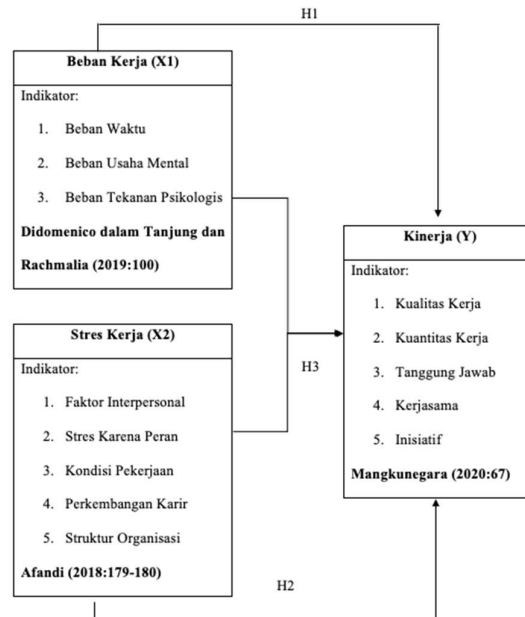 H1
Beban Kerja (X1)
Indikator:
1. Beban Waktu
2. Beban Usaha Mental
3. Beban Tekanan Psikologis
Didomenico dalam Tanjung dan
Rachmalia (2019:100)
Kinerja (Y)
Indikator:
1. Kualitas Kerja
2. Kuantitas Kerja
3. Tanggung Jawab
4. Kerjasama
5. Inisiatif
Mangkunegara (2020:67)
H3
Stres Kerja (X2)
Indikator:
1. Faktor Interpersonal
2. Stres Karena Peran
3. Kondisi Pekerjaan
4. Perkembangan Karir
5. Struktur Organisasi
Afandi (2018:179-180)
H2